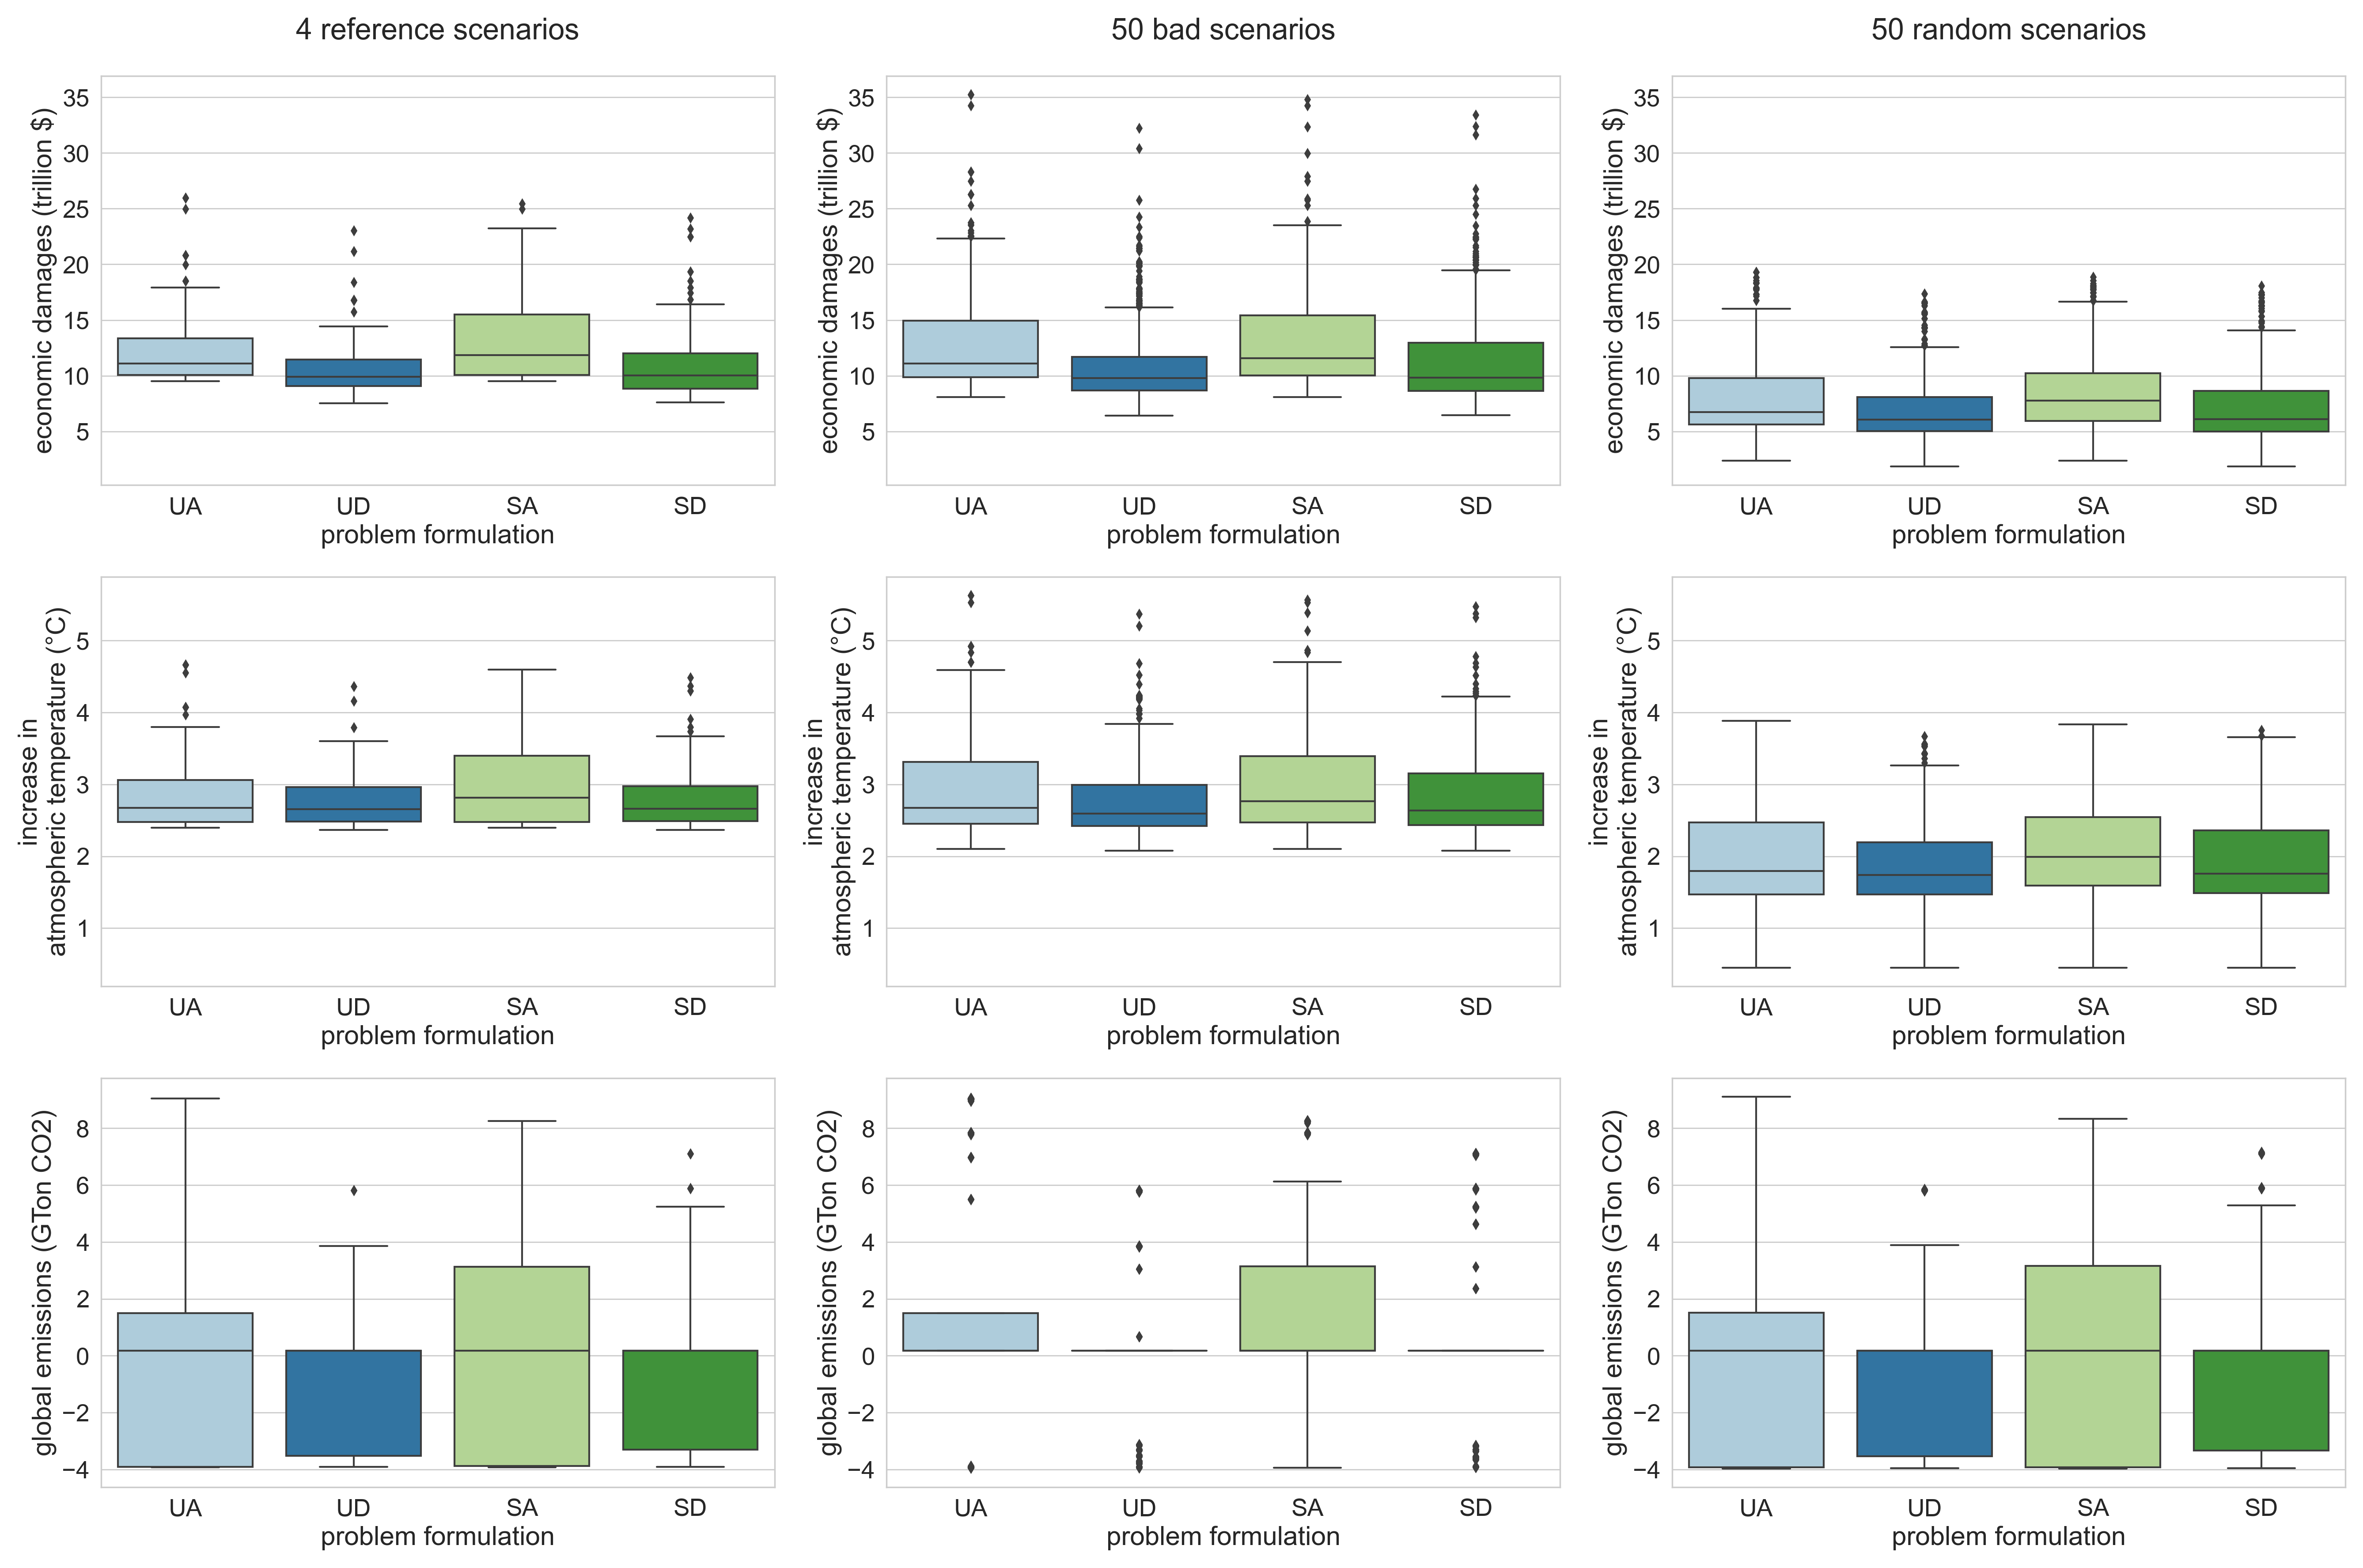 4 reference scenarios
50 bad scenarios
50 random scenarios
economic damages (trillion $)
35
30
25
20
15
10
5
UA
UD
SA
SD
problem formulation
economic damages (trillion $)
35
30
25
20
15
10
5
UA
UD
SA
SD
problem formulation
economic damages (trillion $)
35
30
25
20
15
10
5
UA
UD
SA
SD
problem formulation
increase in
atmospheric temperature (°C)
5
4
3
2
1
UA
UD
SA
SD
problem formulation
increase in
atmospheric temperature (°C)
5
4
3
2
1
UA
UD
SA
SD
problem formulation
increase in
atmospheric temperature (°C)
5
4
3
2
1
UA
UD
SA
SD
problem formulation
global emissions (GTon CO2)
8
6
4
2
0
−2
−4
UA
UD
SA
SD
problem formulation
global emissions (GTon CO2)
8
6
4
2
0
−2
−4
UA
UD
SA
SD
problem formulation
global emissions (GTon CO2)
8
6
4
2
0
−2
−4
UA
UD
SA
SD
problem formulation